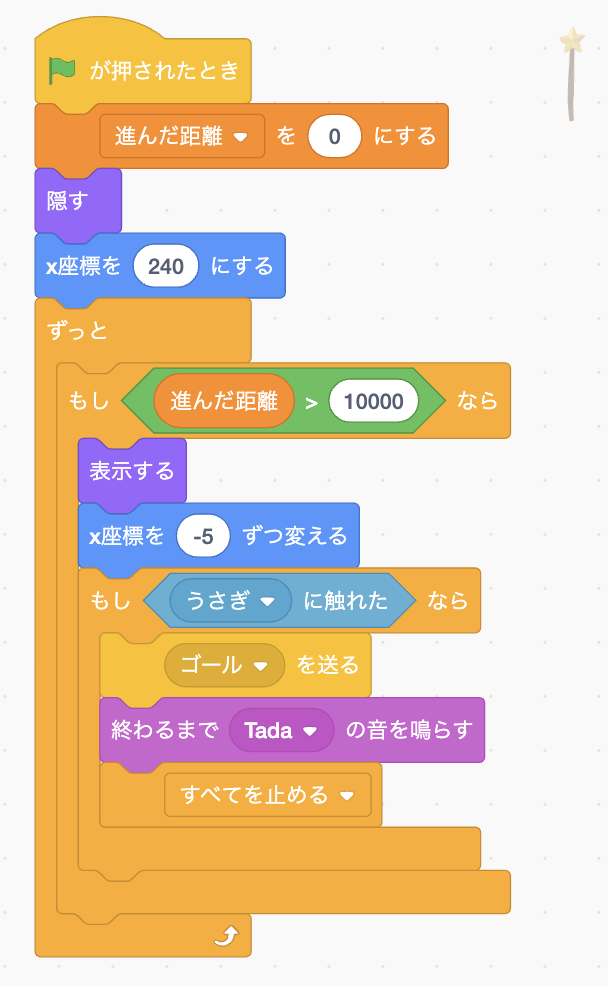 が押されたとき
進んだ距離 を 0 にする
隠す
x座標を 240 にする
ずっと
もし 進んだ距離 > 10000 なら
表示する
x座標を -5 ずつ変える
もし うさぎ に触れた なら
ゴール を送る
終わるまで Tada の音を鳴らす
すべてを止める